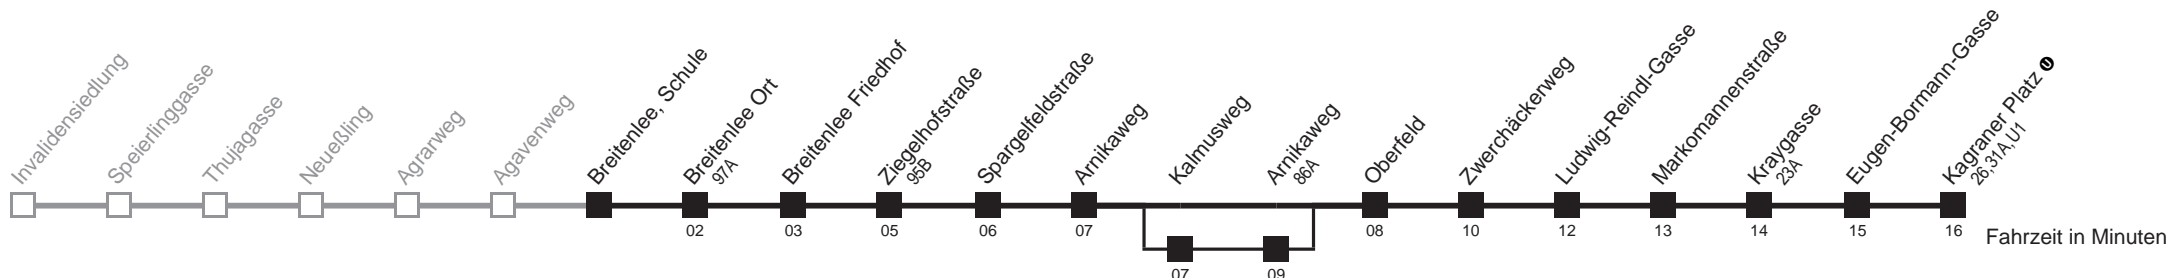 Invalidensiedlung
Speierlinggasse
Thujagasse
Neueßling
Agrarweg
Agavenweg
Breitenlee, Schule
Breitenlee Ort
97A
Breitenlee Friedhof
Ziegelhofstraße
95B
Spargelfeldstraße
Arnikaweg
Kalmusweg
Arnikaweg
86A
Oberfeld
Zwerchäckerweg
Ludwig-Reindl-Gasse
Markomannenstraße
Kraygasse
23A
Eugen-Bormann-Gasse
Kagraner Platz U
26,31A,U1
02 03 05 06 07 08 10 12 13 14 15 16 Fahrzeit in Minuten
07 09